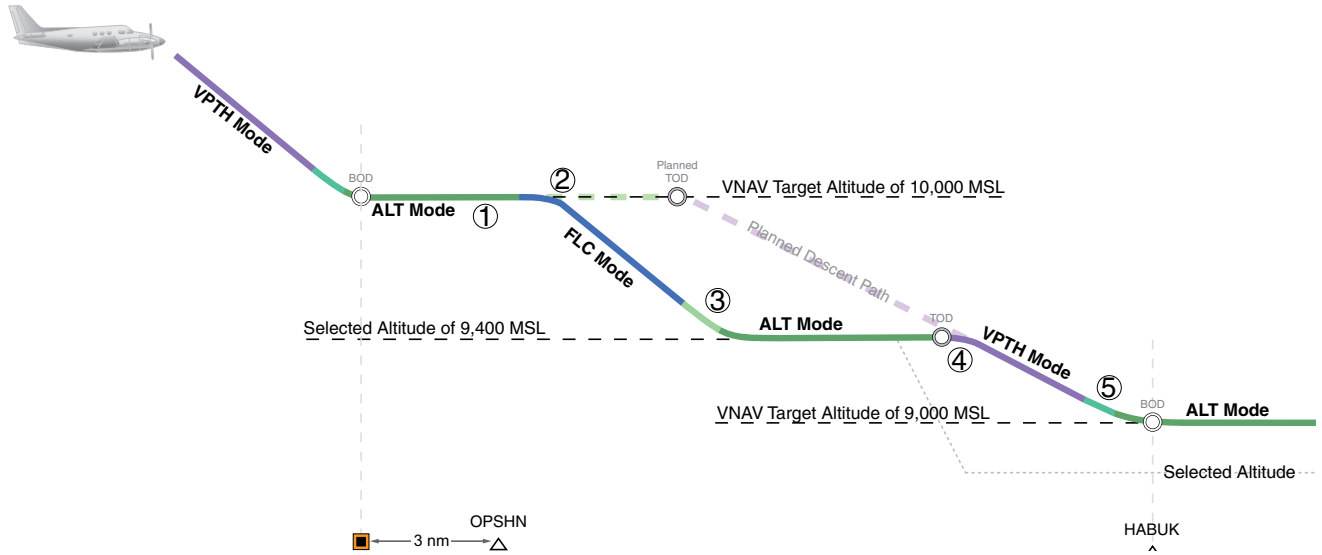 VPTH Mode
BOD
ALT Mode
①
②
Planned
TOD
VNAV Target Altitude of 10,000 MSL
FLC Mode
Planned Descent Path
③
Selected Altitude of 9,400 MSL
ALT Mode
TOD
④
VPTH Mode
⑤
VNAV Target Altitude of 9,000 MSL
BOD
ALT Mode
Selected Altitude
3 nm
OPSHN
HABUK